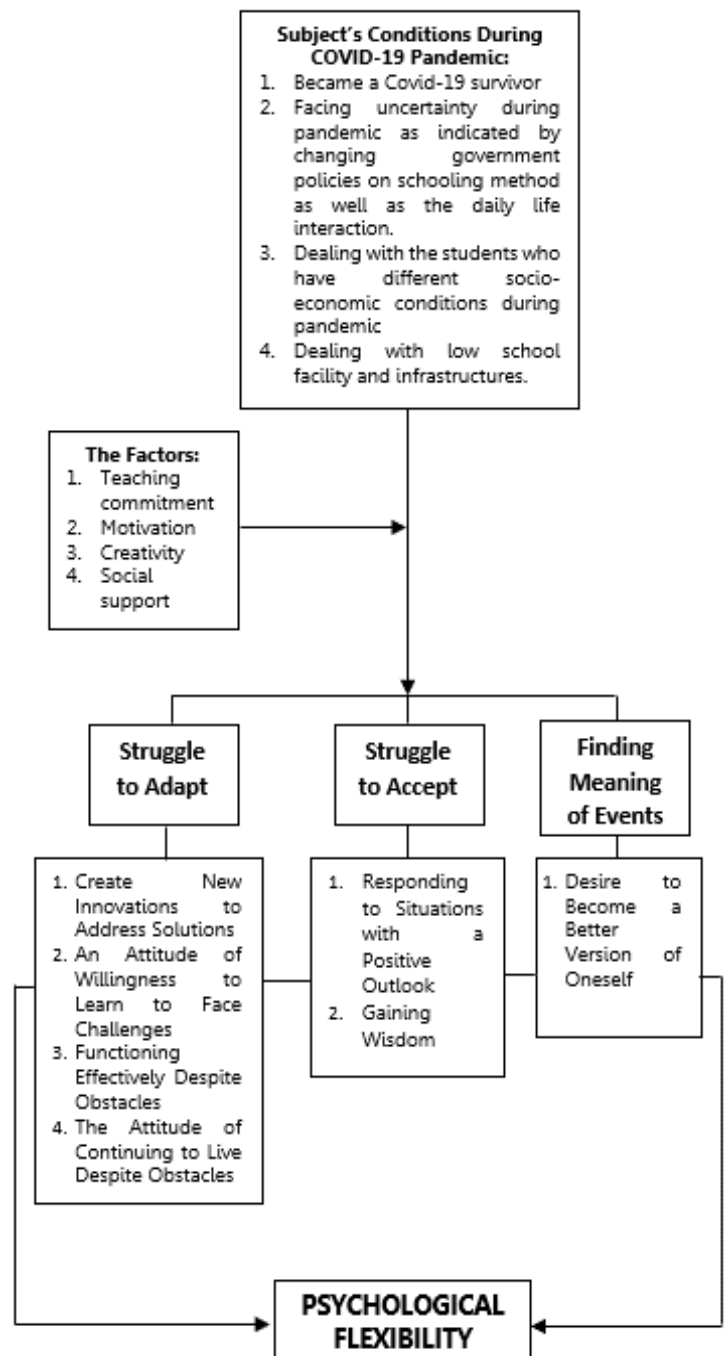 Subject's Conditions During
COVID-19 Pandemic:
1. Became a Covid-19 survivor
2. Facing uncertainty during
pandemic as indicated by
changing government
policies on schooling method
as well as the daily life
interaction.
3. Dealing with the students who
have different socio-
economic conditions during
pandemic
4. Dealing with low school
facility and infrastructures.
The Factors:
1. Teaching
commitment
2. Motivation
3. Creativity
4. Social
support
Struggle
to Adapt
Struggle
to Accept
Finding
Meaning
of Events
1. Create New
Innovations to
Address Solutions
2. An Attitude of
Willingness to
Learn to Face
Challenges
3. Functioning
Effectively Despite
Obstacles
4. The Attitude of
Continuing to Live
Despite Obstacles
1. Responding
to Situations
with a
Positive
Outlook
2. Gaining
Wisdom
1. Desire to
Become a
Better
Version of
Oneself
PSYCHOLOGICAL
FLEXIBILITY